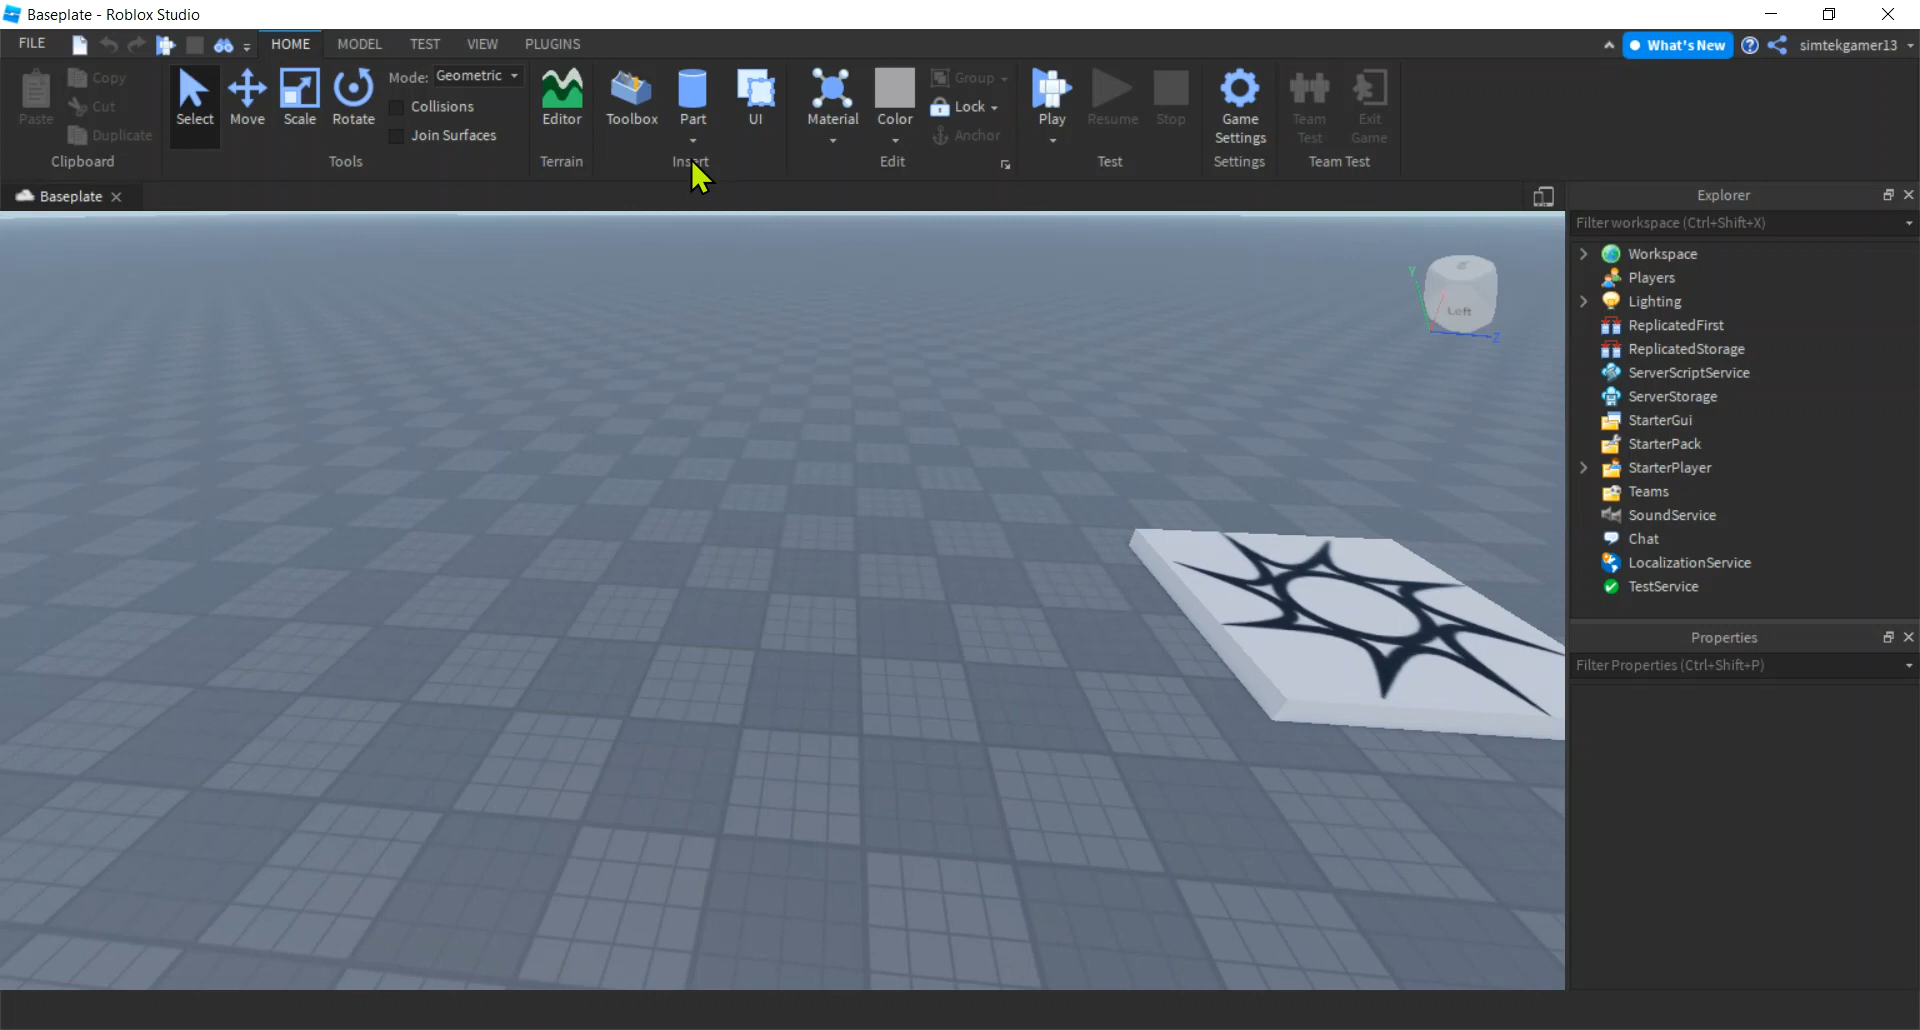 Baseplate - Roblox Studio
FILE HOME MODEL TEST VIEW PLUGINS What's New simtekgamer13
Paste Copy Cut Duplicate
Clipboard
Select Move Scale Rotate Mode: Geometric
Collisions
Join Surfaces
Tools
Editor
Terrain
Toolbox Part UI
Insert
Material Color Group Lock Anchor
Edit
Play Resume Stop
Test
Game
Settings
Settings
Team
Test
Exit
Game
Team Test
Baseplate
Y
Left
Z
Explorer
Filter workspace (Ctrl+Shift+X)
Workspace
Players
Lighting
ReplicatedFirst
ReplicatedStorage
ServerScriptService
ServerStorage
StarterGui
StarterPack
StarterPlayer
Teams
SoundService
Chat
LocalizationService
TestService
Properties
Filter Properties (Ctrl+Shift+P)